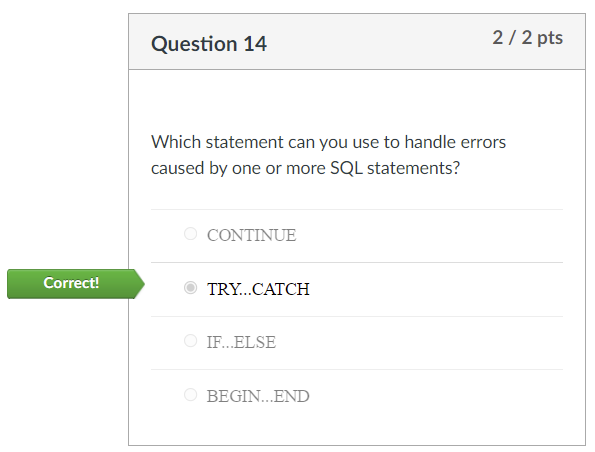 Question 14
2 / 2 pts
Which statement can you use to handle errors
caused by one or more SQL statements?
CONTINUE
Correct!
TRY...CATCH
IF...ELSE
BEGIN...END